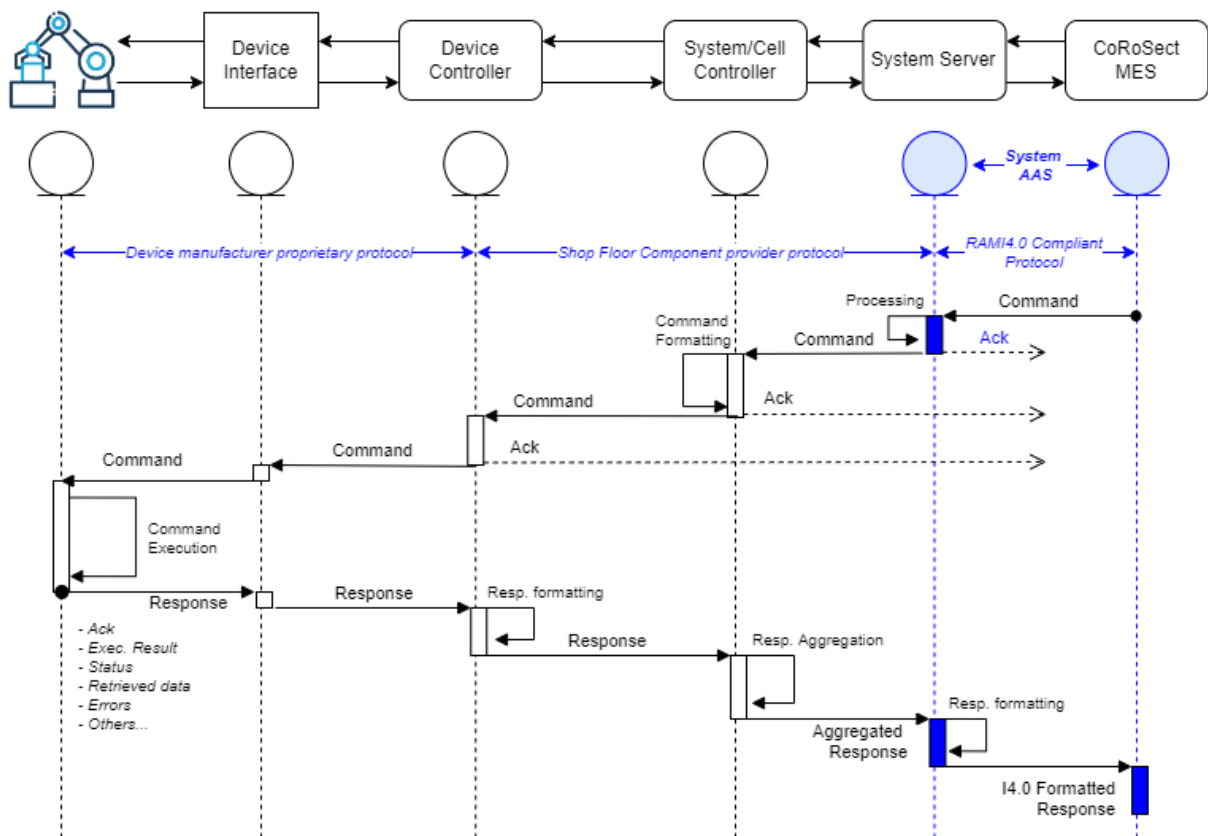 Device
Interface
Device
Controller
System/Cell
Controller
System Server
CoRoSect
MES
System
AAS
Device manufacturer proprietary protocol
Shop Floor Component provider protocol
RAMI4.0 Compliant
Protocol
Processing
Command
Command
Formatting
Command
Ack
Command
Ack
Command
Ack
Command
Command
Execution
Response
Response
Resp. formatting
- Ack
- Exec. Result
- Status
- Retrieved data
- Errors
- Others...
Response
Resp. Aggregation
Aggregated
Response
Resp. formatting
I4.0 Formatted
Response